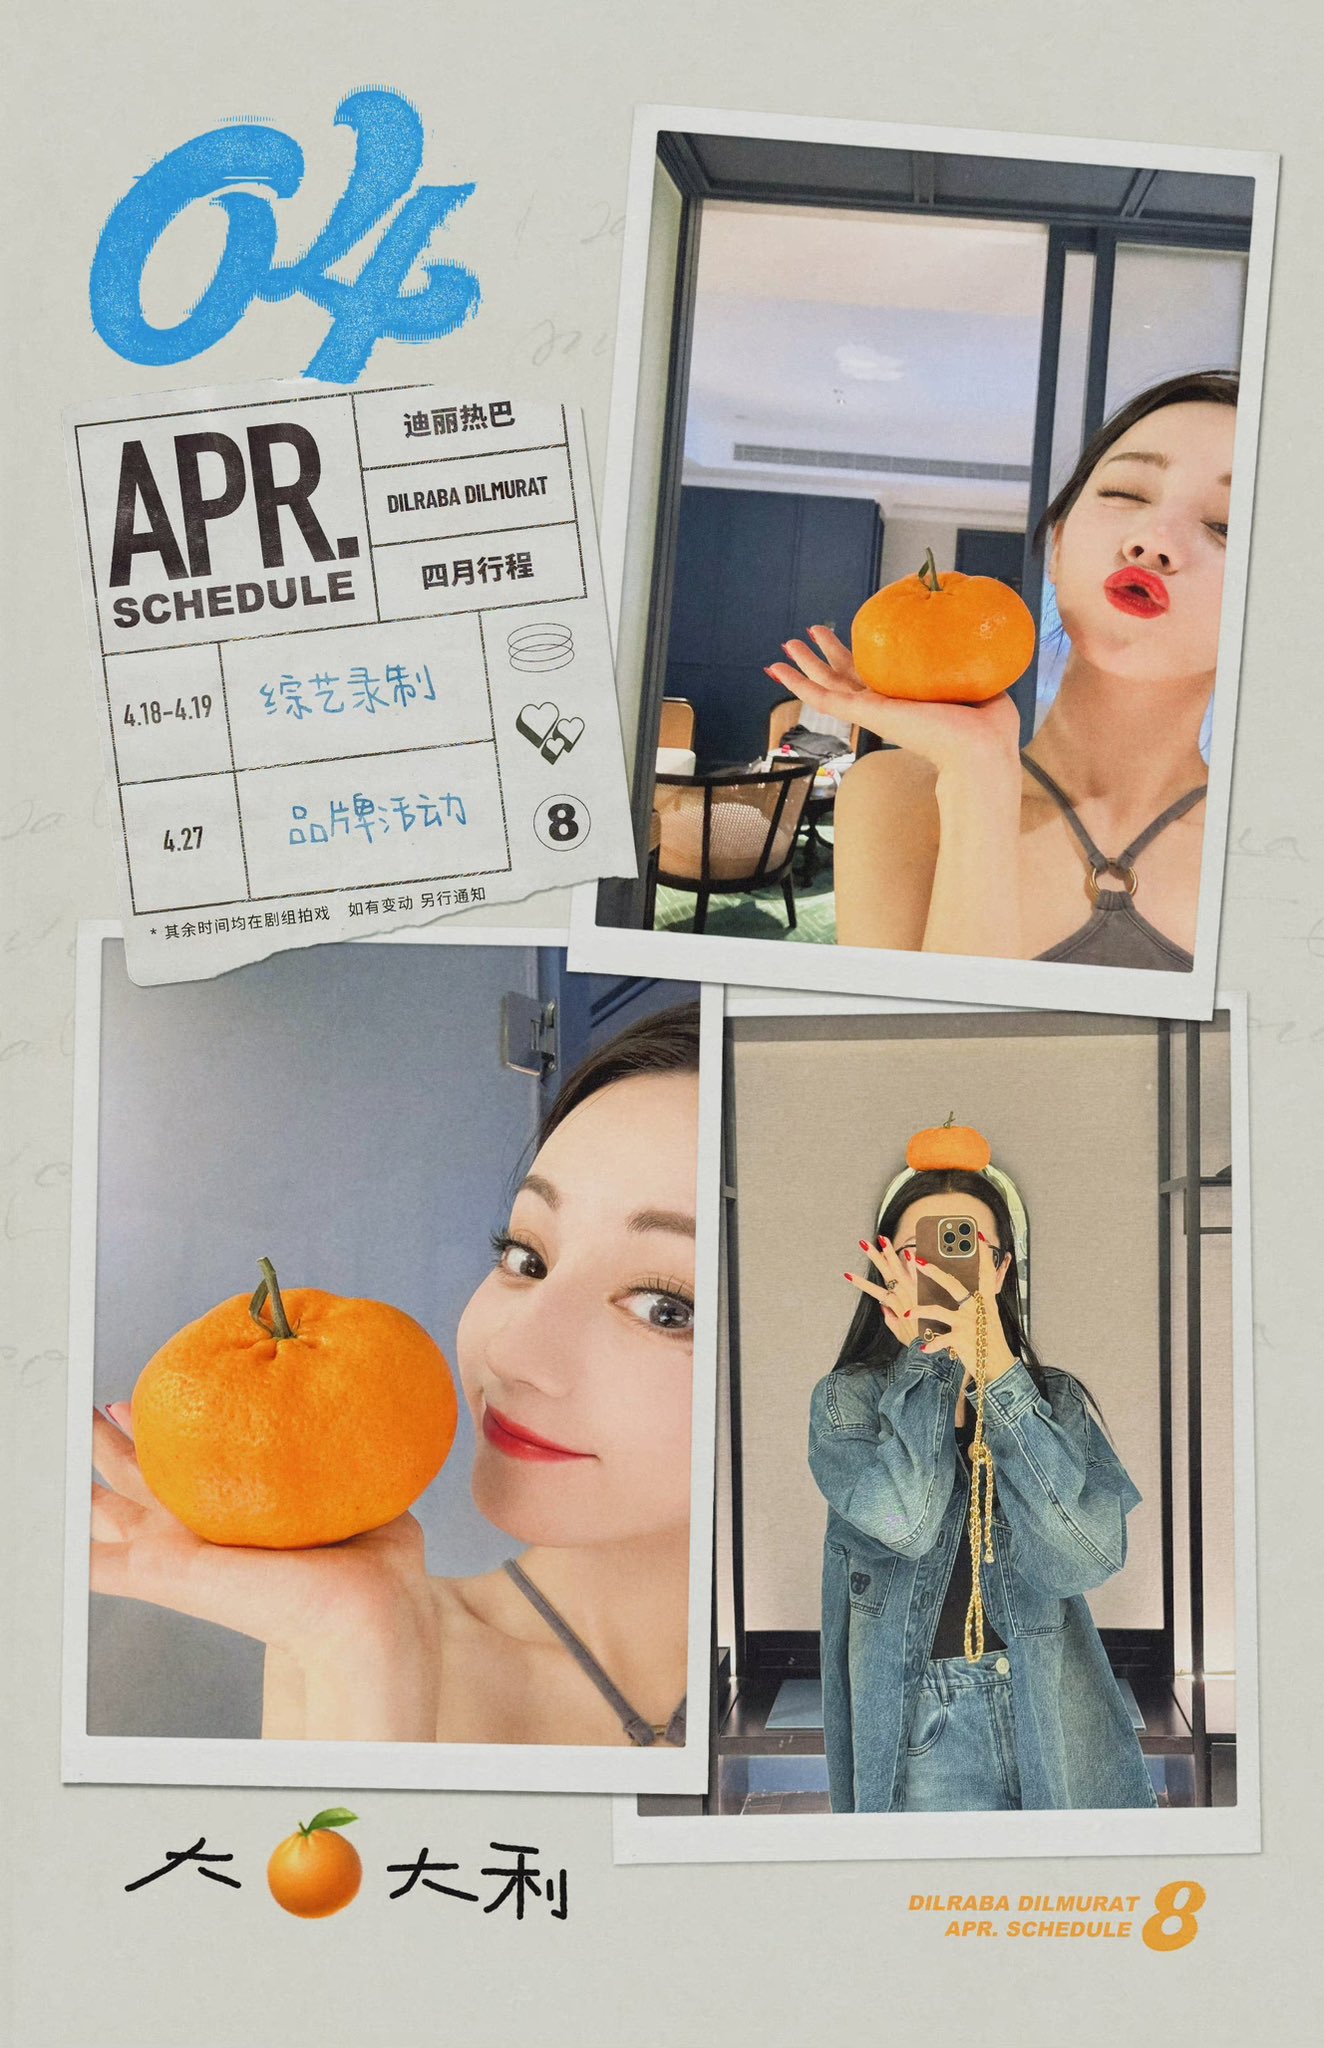 04
APR.
SCHEDULE
迪丽热巴
DILRABA DILMURAT
四月行程
4.18-4.19
综艺录制
4.27
品牌活动
8
* 其余时间均在剧组拍戏 如有变动 另行通知
大🍊大利
DILRABA DILMURAT
APR. SCHEDULE
8